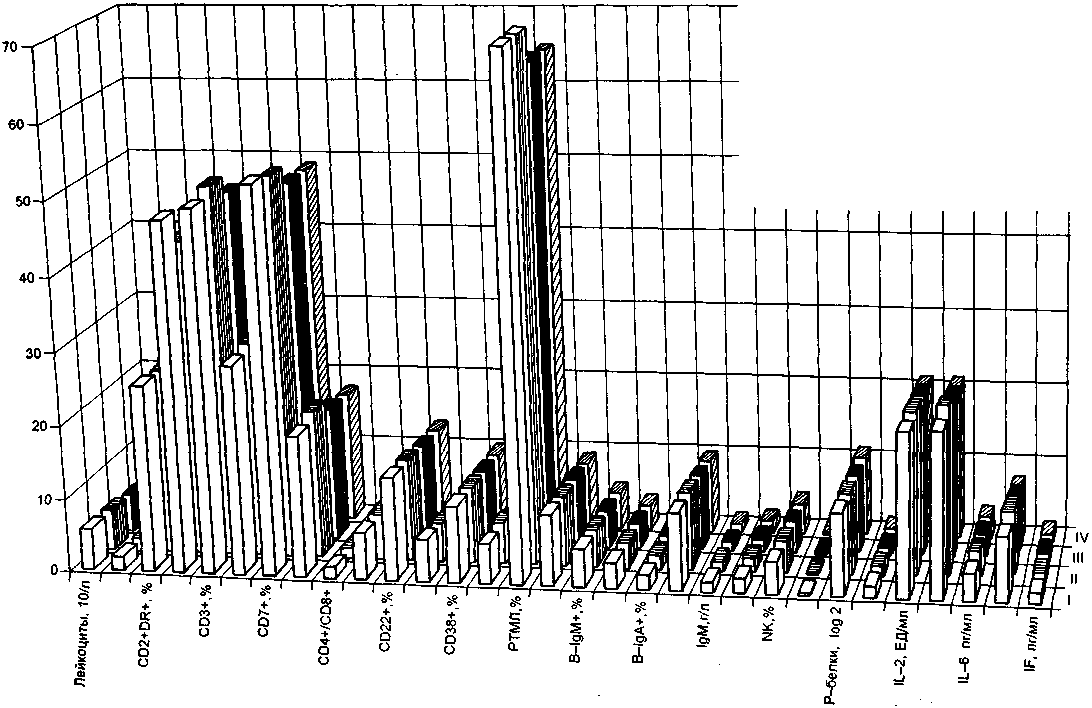 70
60
50
40
30
20
10
0
Лейкоциты, 10/л
CD2+DR+, %
CD3+,%
CD7+,%
CD4+/CD8+
CD22+,%
CD38+,%
РТМЛ,%
B–IgM+,%
B–IgA+,%
IgM,г/л
NK,%
Р–белки, log 2
IL–2, ЕД/мл
IL–6 пг/мл
IF, пг/мл
I
II
III
IV